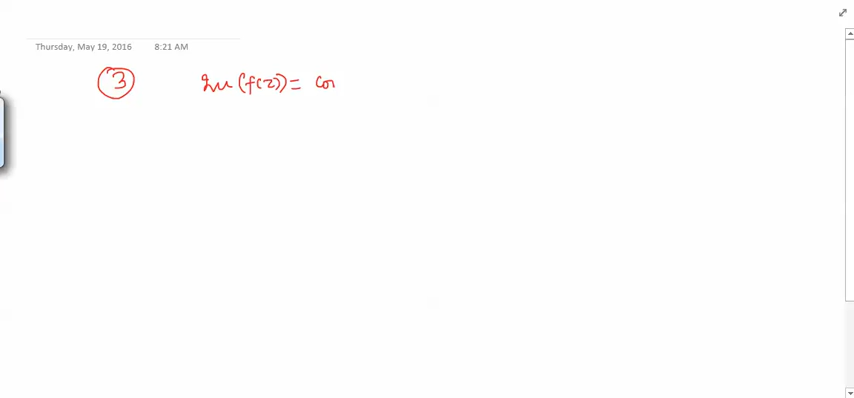 Thursday, May 19, 2016 8:21 AM
③ Im(f(z)) = con